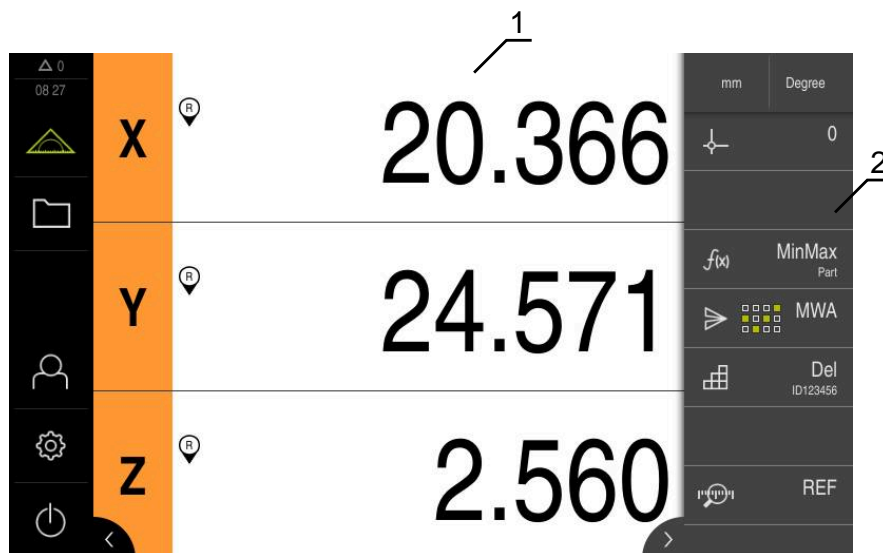 1
0
08 27
X
R
20.366
mm
Degree
0
2
Y
R
24.571
f(x)
MinMax
Part
MWA
Del
ID123456
Z
R
2.560
REF